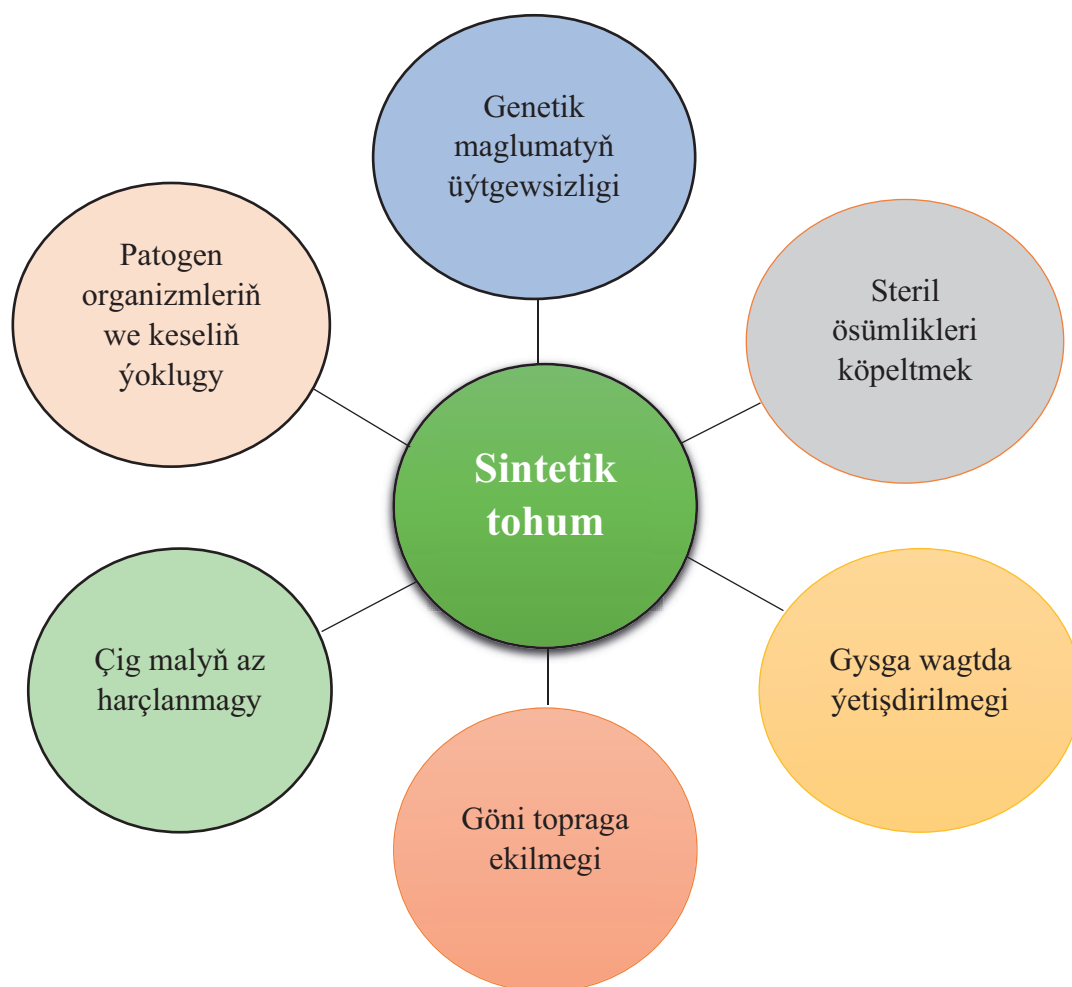 Genetik
maglumatyň
üýtgewsizligi
Patogen
organizmleriň
we keseliň
ýoklugy
Steril
ösümlikleri
köpeltmek
Sintetik
tohum
Çig malyň az
harçlanmagy
Gysga wagtda
ýetişdirilmegi
Göni topraga
ekilmegi